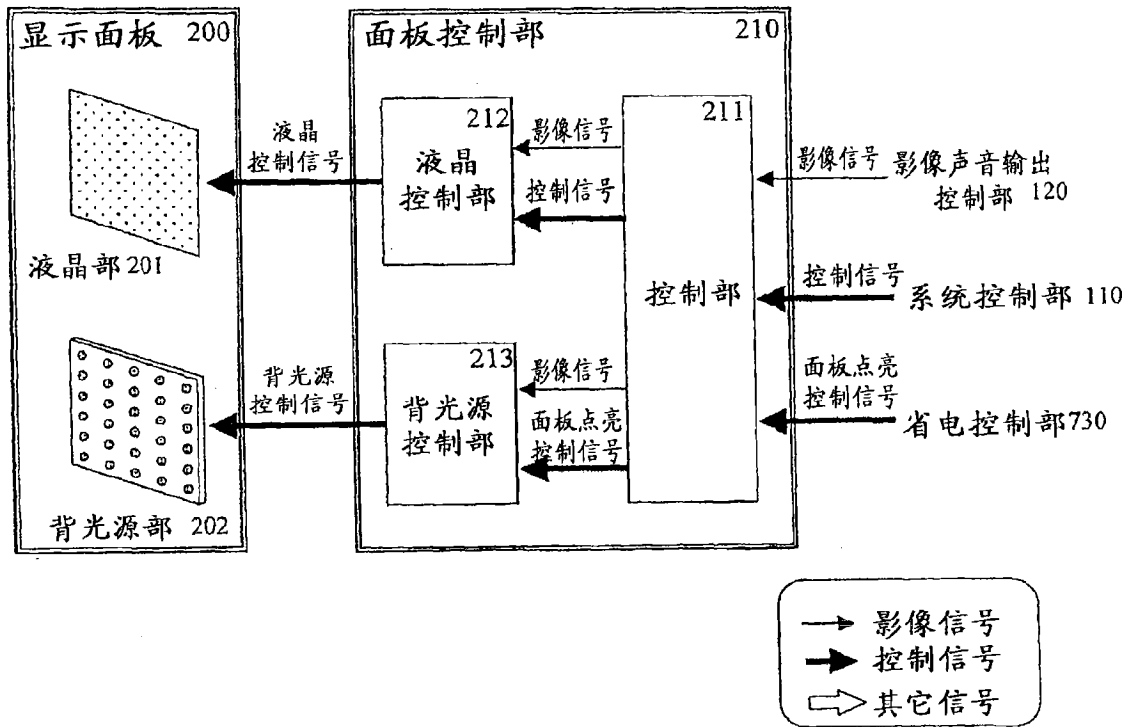 显示面板 200
液晶部201
背光源部 202
液晶
控制信号
背光源
控制信号
面板控制部 210
212
液晶
控制部
213
背光源
控制部
影像信号
控制信号
影像信号
面板点亮
控制信号
211
控制部
影像信号
影像声音输出
控制部 120
控制信号
系统控制部 110
面板点亮
控制信号
省电控制部730
影像信号
控制信号
其它信号